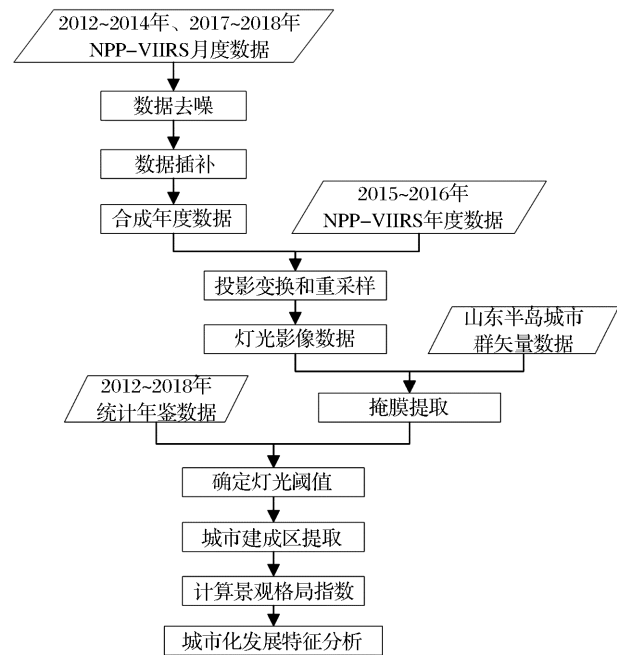 2012~2014年、2017~2018年
NPP-VIIRS月度数据
数据去噪
数据插补
合成年度数据
2015~2016年
NPP-VIIRS年度数据
投影变换和重采样
灯光影像数据
山东半岛城市
群矢量数据
2012~2018年
统计年鉴数据
掩膜提取
确定灯光阈值
城市建成区提取
计算景观格局指数
城市化发展特征分析